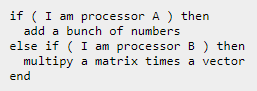 if ( I am processor A ) then
  add a bunch of numbers
else if ( I am processor B ) then
  multipy a matrix times a vector
end